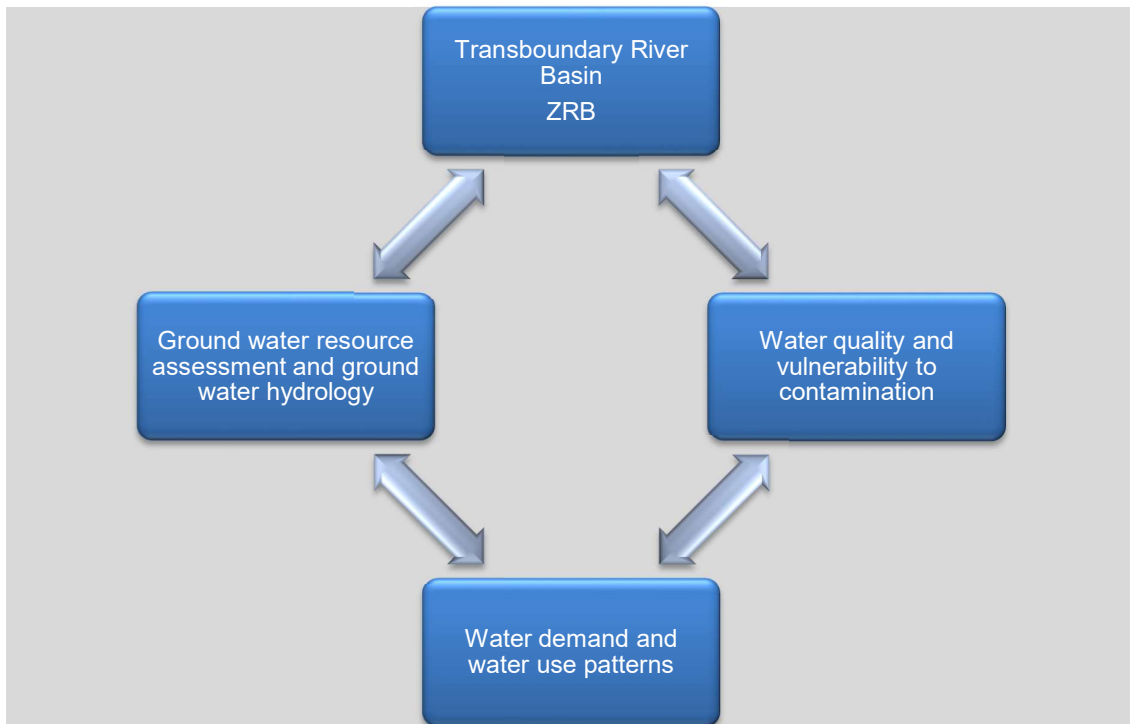 Transboundary River
Basin
ZRB
Ground water resource
assessment and ground
water hydrology
Water quality and
vulnerability to
contamination
Water demand and
water use patterns